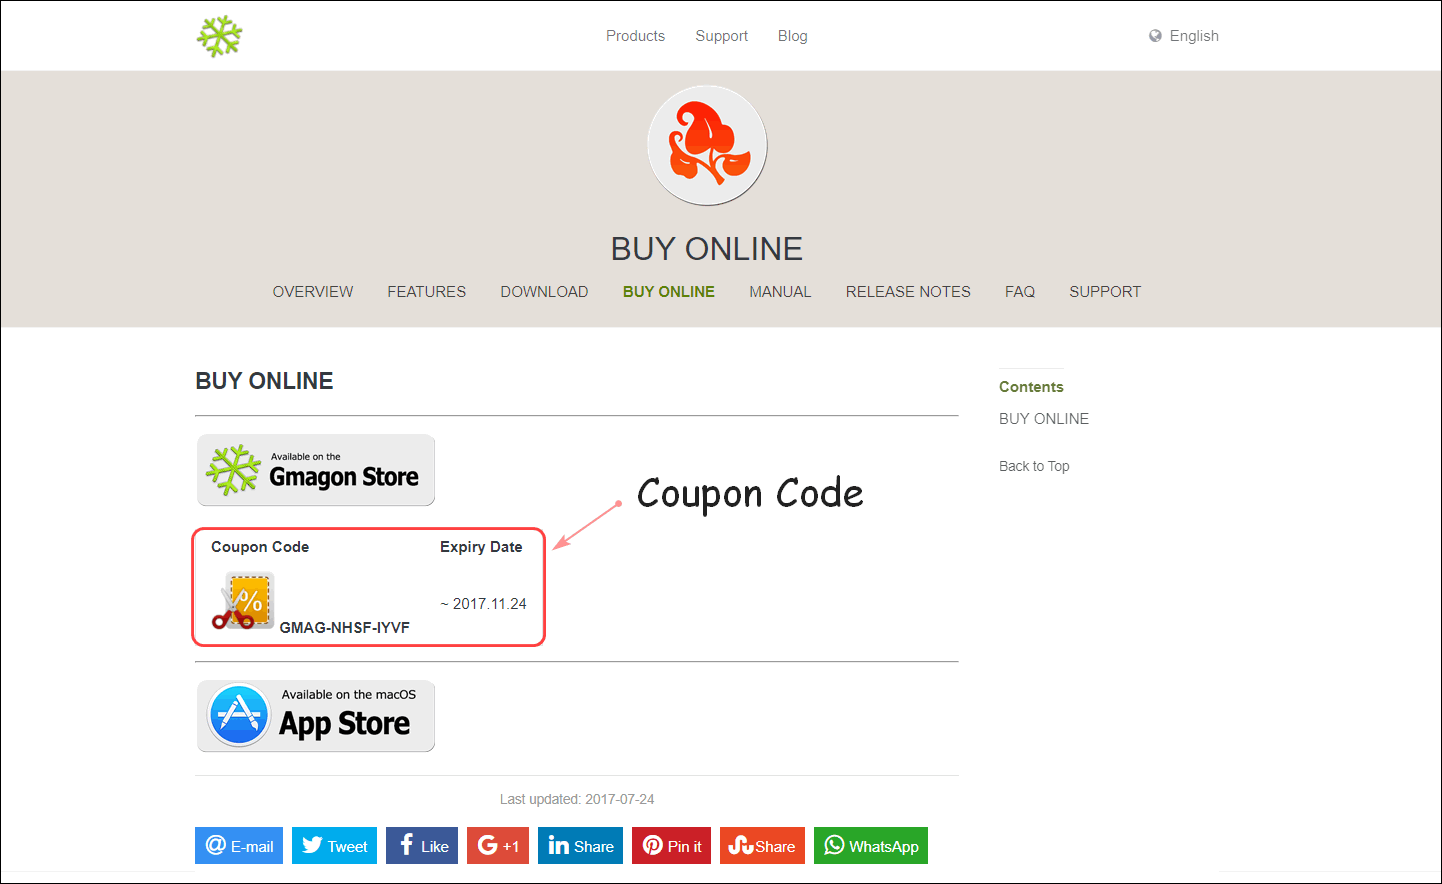 Products Support Blog English
BUY ONLINE
OVERVIEW FEATURES DOWNLOAD BUY ONLINE MANUAL RELEASE NOTES FAQ SUPPORT
BUY ONLINE
Available on the
Gmagon Store
Coupon Code
Coupon Code Expiry Date
%
~ 2017.11.24
GMAG-NHSF-IYVF
Available on the macOS
App Store
Last updated: 2017-07-24
@ E-mail Tweet f Like G +1 in Share Pin it Share WhatsApp
Contents
BUY ONLINE
Back to Top